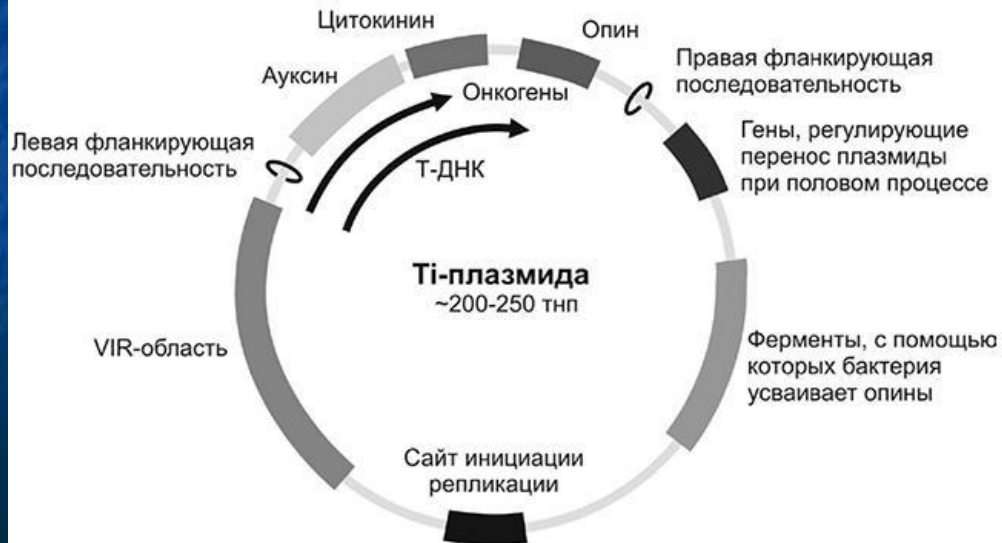 Цитокинин
Опин
Ауксин
Онкогены
Правая фланкирующая
последовательность
Левая фланкирующая
последовательность
Т-ДНК
Гены, регулирующие
перенос плазмиды
при половом процессе
Ti-плазмида
~200-250 тнп
VIR-область
Ферменты, с помощью
которых бактерия
усваивает опины
Сайт инициации
репликации